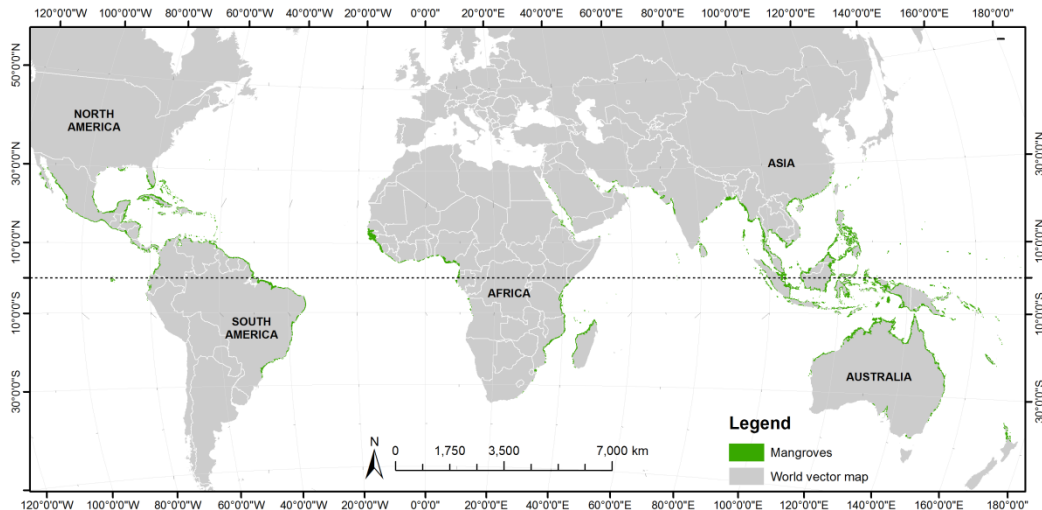 120°0'0"W 100°0'0"W 80°0'0"W 60°0'0"W 40°0'0"W 20°0'0"W 0°0'0" 20°0'0"E 40°0'0"E 60°0'0"E 80°0'0"E 100°0'0"E 120°0'0"E 140°0'0"E 160°0'0"E 180°0'0"E
50°0'0"N
NORTH
AMERICA
ASIA
30°0'0"N 30°0'0"N
10°0'0"N 10°0'0"N
AFRICA
10°0'0"S 10°0'0"S
SOUTH
AMERICA
AUSTRALIA
30°0'0"S 30°0'0"S
Legend
Mangroves
World vector map
N
0 1,750 3,500 7,000 km
120°0'0"W 100°0'0"W 80°0'0"W 60°0'0"W 40°0'0"W 20°0'0"W 0°0'0" 20°0'0"E 40°0'0"E 60°0'0"E 80°0'0"E 100°0'0"E 120°0'0"E 140°0'0"E 160°0'0"E 180°0'0"E